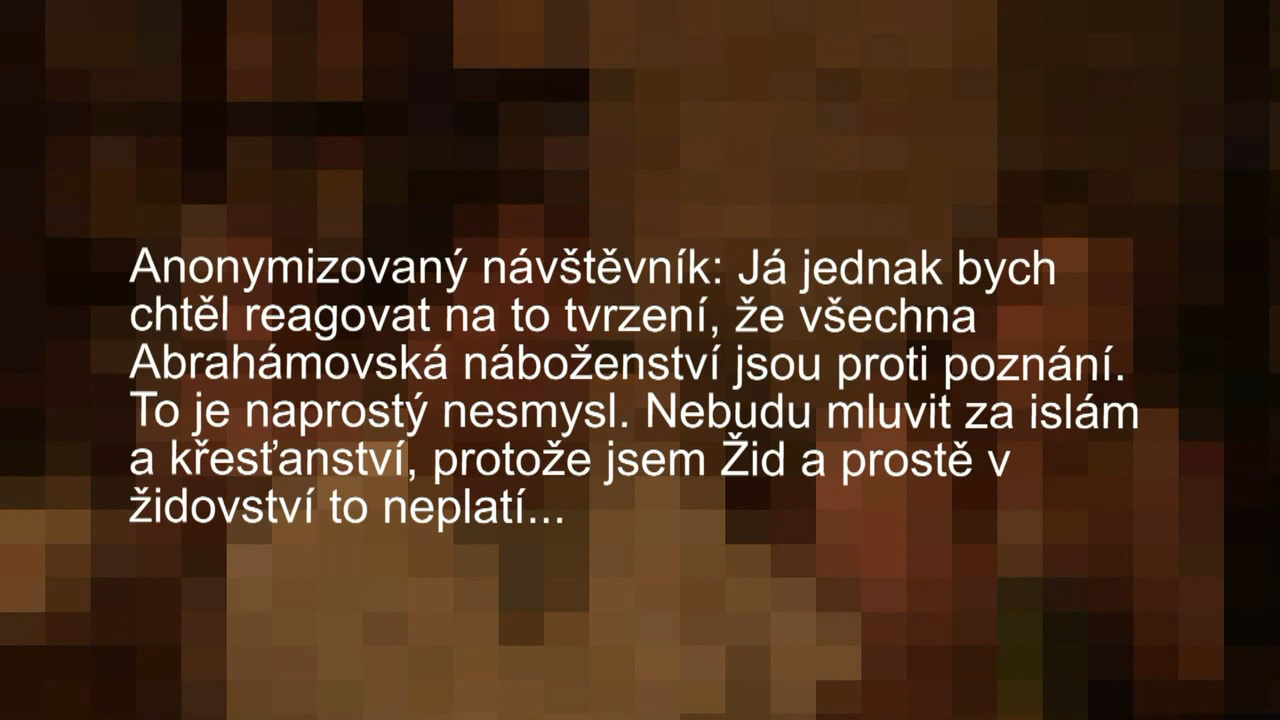 Anonymizovaný návštěvník: Já jednak bych
chtěl reagovat na to tvrzení, že všechna
Abrahámovská náboženství jsou proti poznání.
To je naprostý nesmysl. Nebudu mluvit za islám
a křesťanství, protože jsem Žid a prostě v
židovství to neplatí...